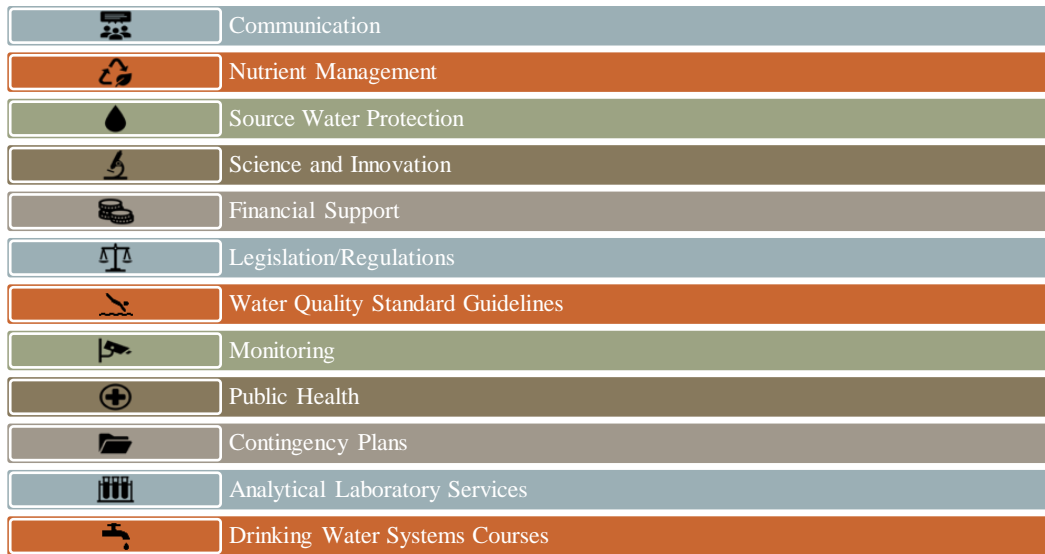 Communication
Nutrient Management
Source Water Protection
Science and Innovation
Financial Support
Legislation/Regulations
Water Quality Standard Guidelines
Monitoring
Public Health
Contingency Plans
Analytical Laboratory Services
Drinking Water Systems Courses